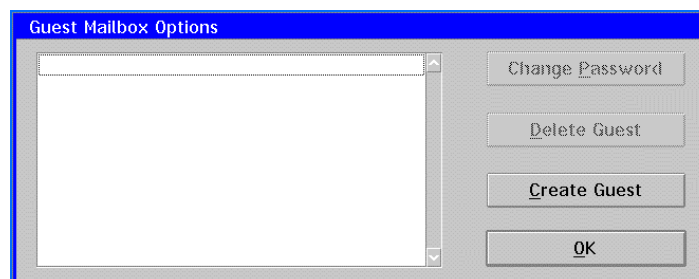 Guest Mailbox Options
Change Password
Delete Guest
Create Guest
OK